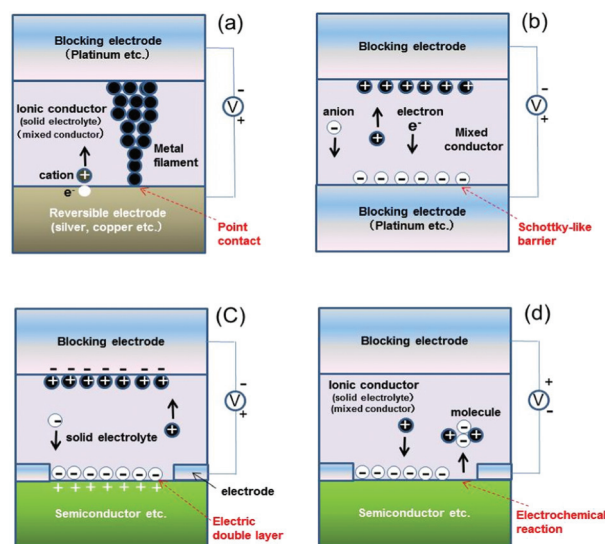 (a)
Blocking electrode
(Platinum etc.)
Ionic conductor
(solid electrolyte)
(mixed conductor)
Metal
filament
cation
+
e-
Reversible electrode
(silver, copper etc.)
Point
contact
-
V
+
(b)
Blocking electrode
(Platinum etc.)
+ + + + + +
anion
-
+
electron
e-
Mixed
conductor
- - - - - -
Blocking electrode
(Platinum etc.)
Schottky-like
barrier
-
V
+
(C)
Blocking electrode
- - - - - - -
+ + + + + + +
-
solid electrolyte
+
- - - - - - -
+ + + + + + +
electrode
Semiconductor etc.
Electric
double layer
-
V
+
(d)
Blocking electrode
Ionic conductor
(solid electrolyte)
(mixed conductor)
+
molecule
-
+ +
-
- - - - - -
Semiconductor etc.
Electrochemical
reaction
+
V
-